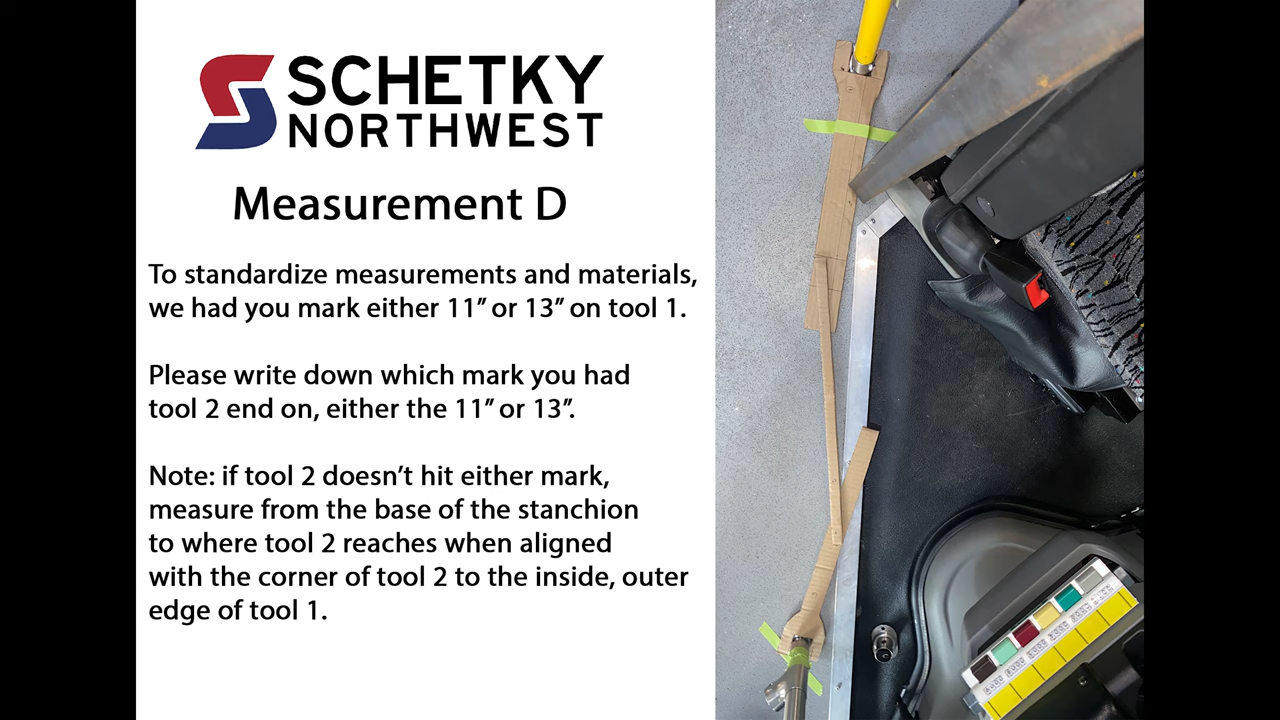 SCHETKY
NORTHWEST
Measurement D
To standardize measurements and materials,
we had you mark either 11” or 13” on tool 1.
Please write down which mark you had
tool 2 end on, either the 11” or 13”.
Note: if tool 2 doesn’t hit either mark,
measure from the base of the stanchion
to where tool 2 reaches when aligned
with the corner of tool 2 to the inside, outer
edge of tool 1.